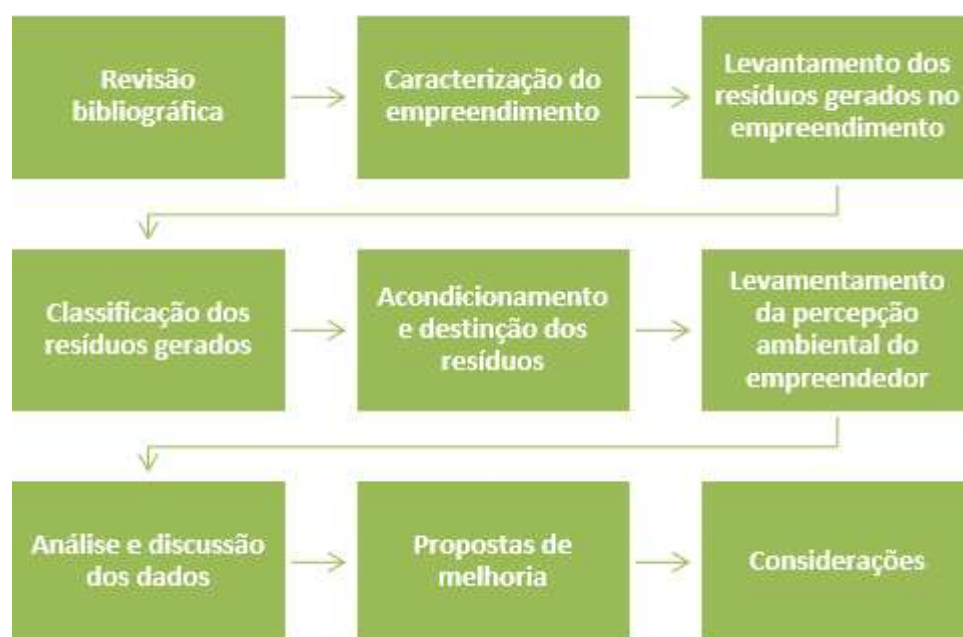 Revisão
bibliográfica
Caracterização do
empreendimento
Levantamento dos
resíduos gerados no
empreendimento
Classificação dos
resíduos gerados
Acondicionamento
e destinção dos
resíduos
Levamentamento
da percepção
ambiental do
empreendedor
Análise e discussão
dos dados
Propostas de
melhoria
Considerações